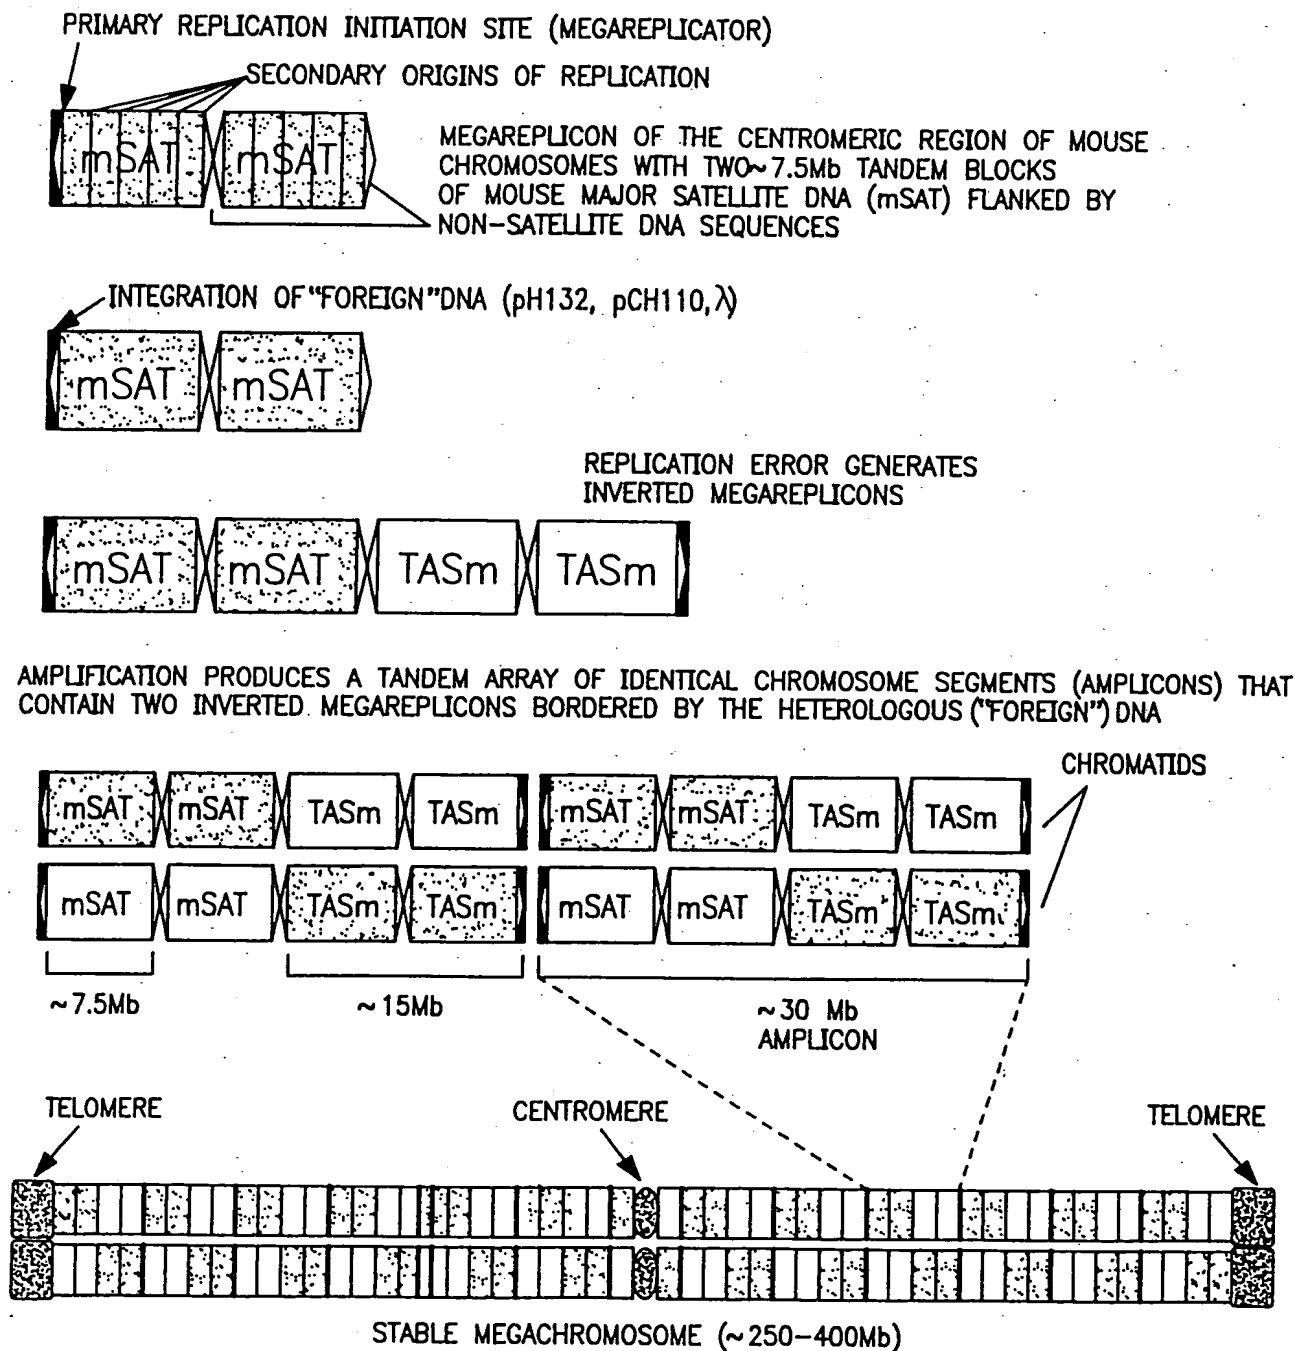 PRIMARY REPLICATION INITIATION SITE (MEGAREPLICATOR)
SECONDARY ORIGINS OF REPLICATION
mSAT mSAT
MEGAREPLICON OF THE CENTROMERIC REGION OF MOUSE
CHROMOSOMES WITH TWO~7.5Mb TANDEM BLOCKS
OF MOUSE MAJOR SATELLITE DNA (mSAT) FLANKED BY
NON-SATELLITE DNA SEQUENCES
INTEGRATION OF "FOREIGN" DNA (pH132, pCH110, λ)
mSAT mSAT
REPLICATION ERROR GENERATES
INVERTED MEGAREPLICONS
mSAT mSAT TASm TASm
AMPLIFICATION PRODUCES A TANDEM ARRAY OF IDENTICAL CHROMOSOME SEGMENTS (AMPLICONS) THAT
CONTAIN TWO INVERTED MEGAREPLICONS BORDERED BY THE HETEROLOGOUS ("FOREIGN") DNA
CHROMATIDS
mSAT mSAT TASm TASm mSAT mSAT TASm TASm
mSAT mSAT TASm TASm mSAT mSAT TASm TASm
~7.5Mb ~15Mb ~30 Mb
AMPLICON
TELOMERE CENTROMERE TELOMERE
STABLE MEGACHROMOSOME (~250-400Mb)